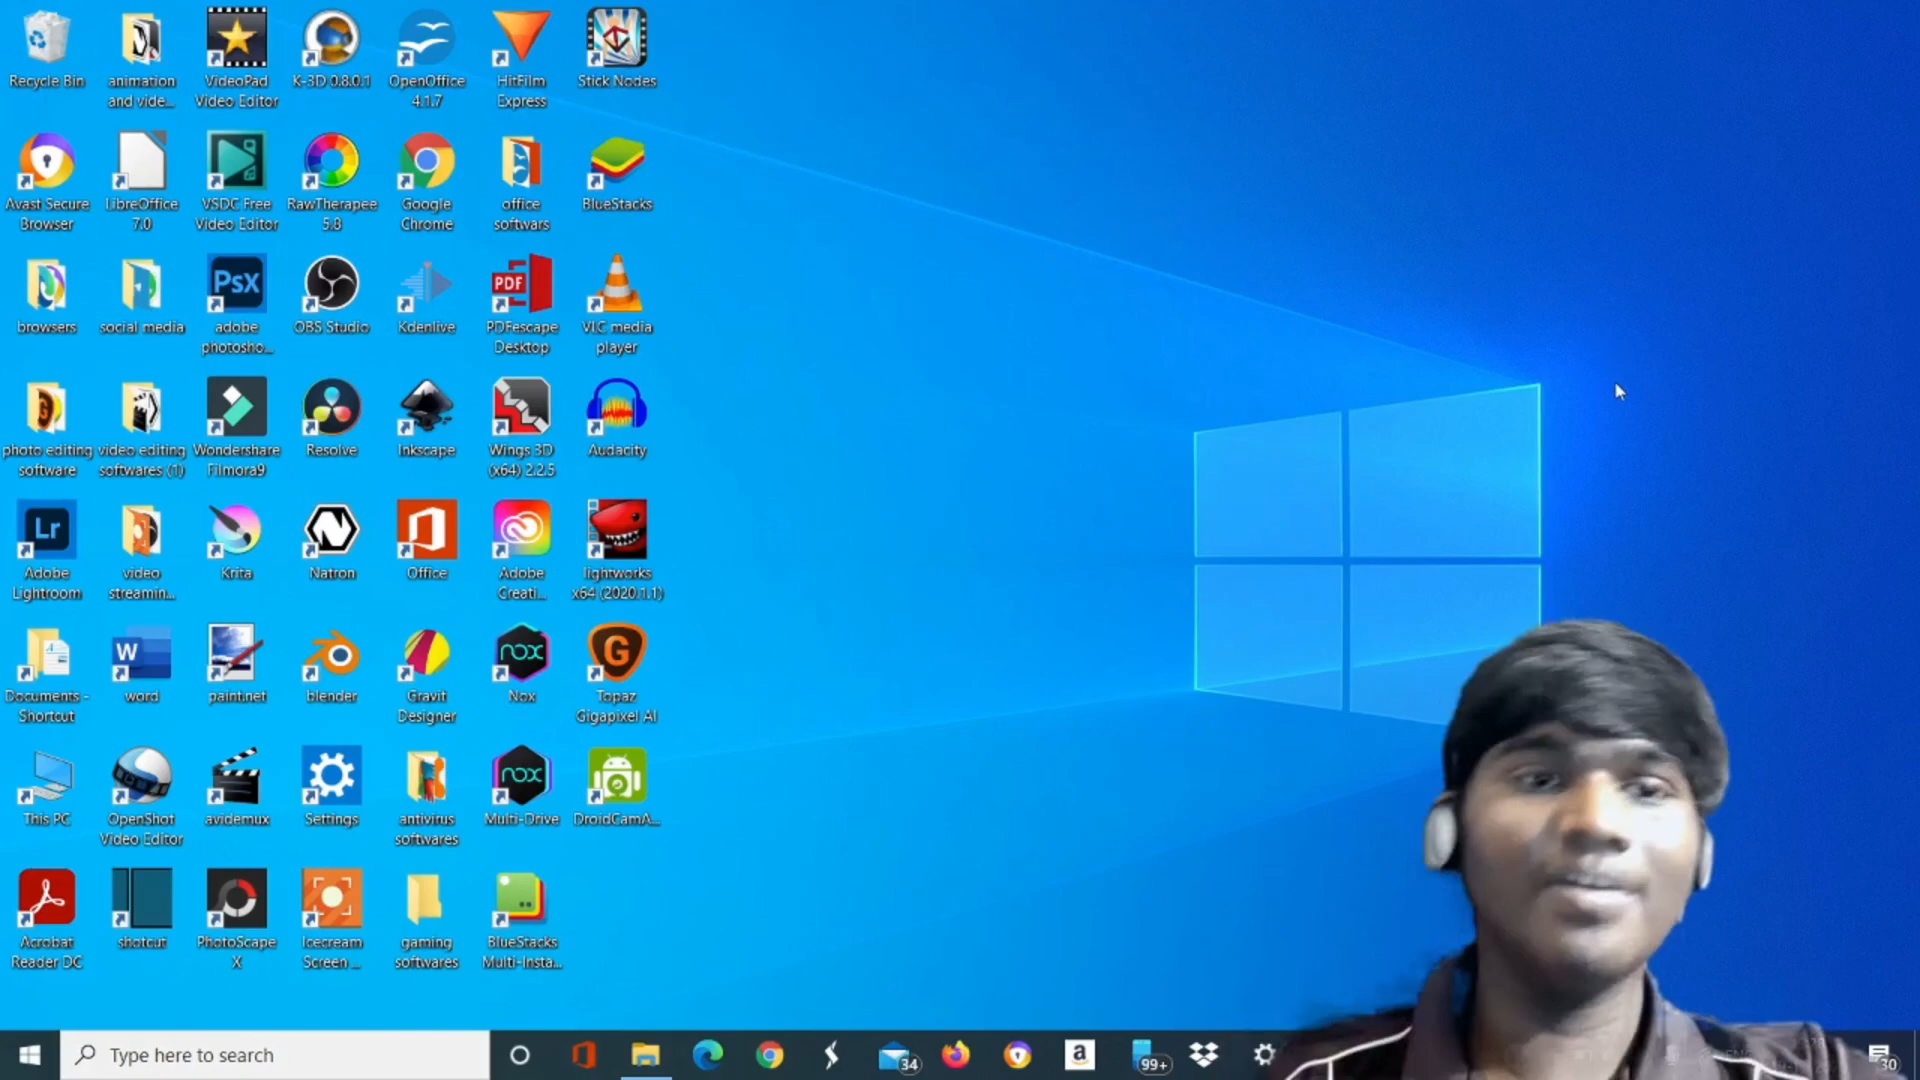 Recycle Bin
animation
and vide...
VideoPad
Video Editor
K-3D 0.8.0.1
OpenOffice
4.1.7
HitFilm
Express
Stick Nodes
Avast Secure
Browser
LibreOffice
7.0
VSDC Free
Video Editor
RawTherapee
5.8
Google
Chrome
office
softwars
BlueStacks
browsers
social media
PsX
adobe
photosho...
OBS Studio
Kdenlive
PDF
PDFescape
Desktop
VLC media
player
photo editing
software
video editing
softwares (1)
Wondershare
Filmora9
Resolve
Inkscape
Wings 3D
(x64) 2.2.5
Audacity
Lr
Adobe
Lightroom
video
streamin...
Krita
Natron
Office
Adobe
Creati...
lightworks
x64 (2020.1.1)
Documents -
Shortcut
W
word
paint.net
blender
Gravit
Designer
nox
Nox
G
Topaz
Gigapixel AI
This PC
OpenShot
Video Editor
avidemux
Settings
antivirus
softwares
nox
Multi-Drive
DroidCamA...
Acrobat
Reader DC
shotcut
PhotoScape
X
Icecream
Screen ...
gaming
softwares
BlueStacks
Multi-Insta...
Type here to search
34
a
99+
30